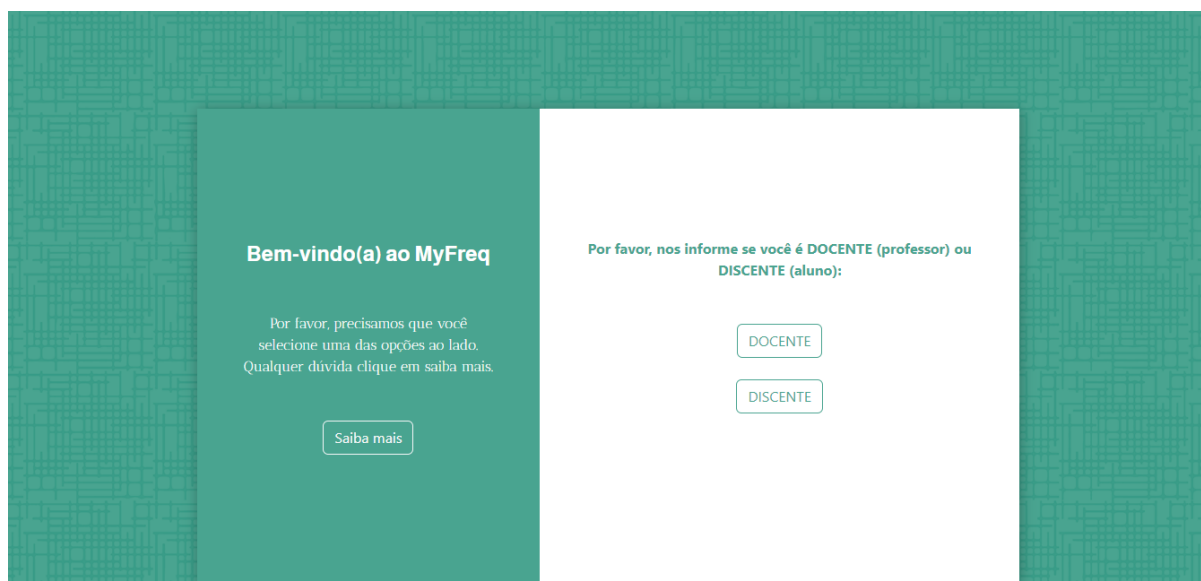 Bem-vindo(a) ao MyFreq
Por favor, precisamos que você
selecione uma das opções ao lado.
Qualquer dúvida clique em saiba mais.
Saiba mais
Por favor, nos informe se você é DOCENTE (professor) ou
DISCENTE (aluno):
DOCENTE
DISCENTE